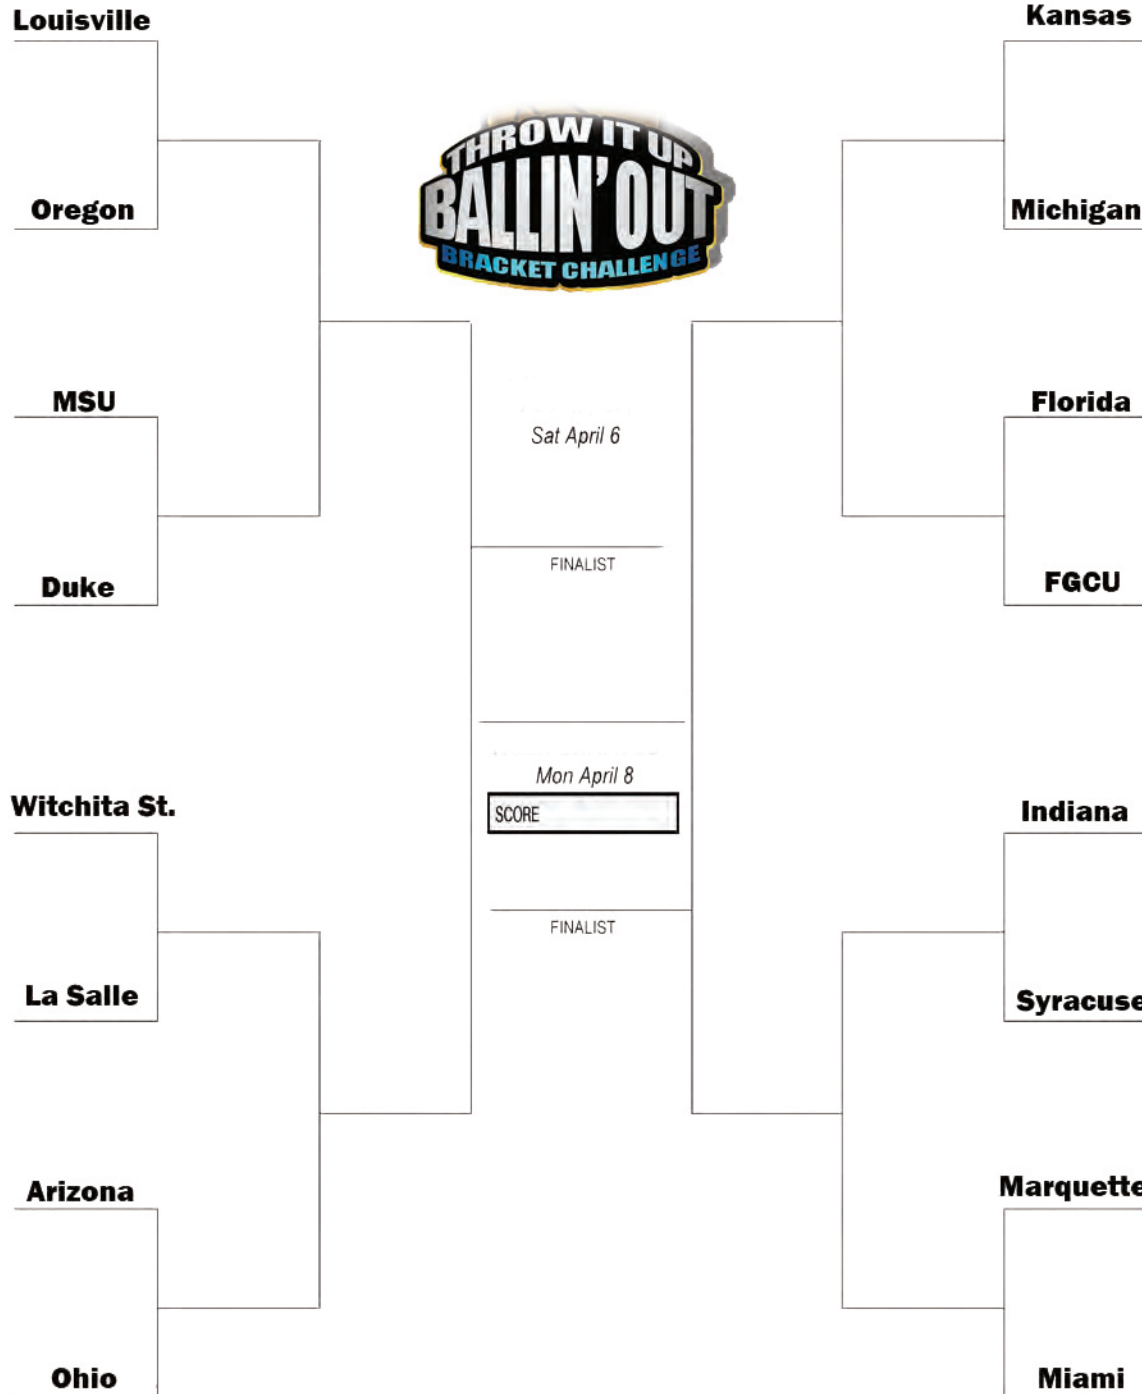 Louisville
Kansas
THROW IT UP
BALLIN' OUT
BRACKET CHALLENGE
Oregon
Michigan
MSU
Florida
Sat April 6
FINALIST
Duke
FGCU
Mon April 8
SCORE
Witchita St.
Indiana
FINALIST
La Salle
Syracuse
Arizona
Marquette
Ohio
Miami